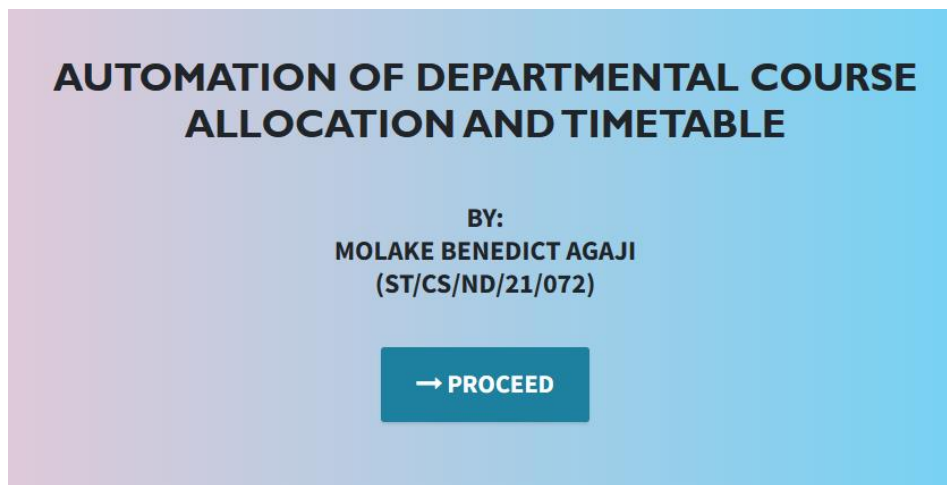 AUTOMATION OF DEPARTMENTAL COURSE
ALLOCATION AND TIMETABLE
BY:
MOLAKE BENEDICT AGAJI
(ST/CS/ND/21/072)
→ PROCEED